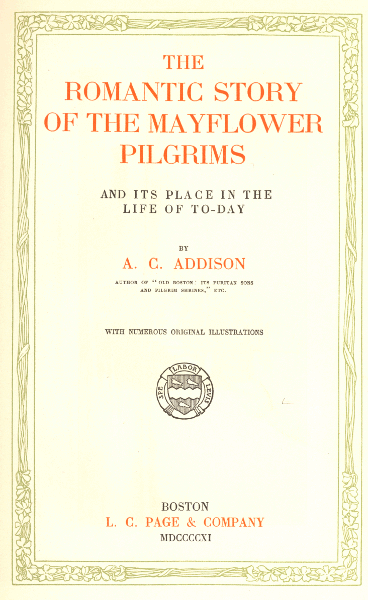 THE
ROMANTIC STORY
OF THE MAYFLOWER
PILGRIMS
AND ITS PLACE IN THE
LIFE OF TO-DAY
BY
A. C. ADDISON
AUTHOR OF "OLD BOSTON: ITS PURITAN SONS
AND PILGRIM SHRINES," ETC.
WITH NUMEROUS ORIGINAL ILLUSTRATIONS
SPE LABOR LEVIS
BOSTON
L. C. PAGE & COMPANY
MDCCCCXI